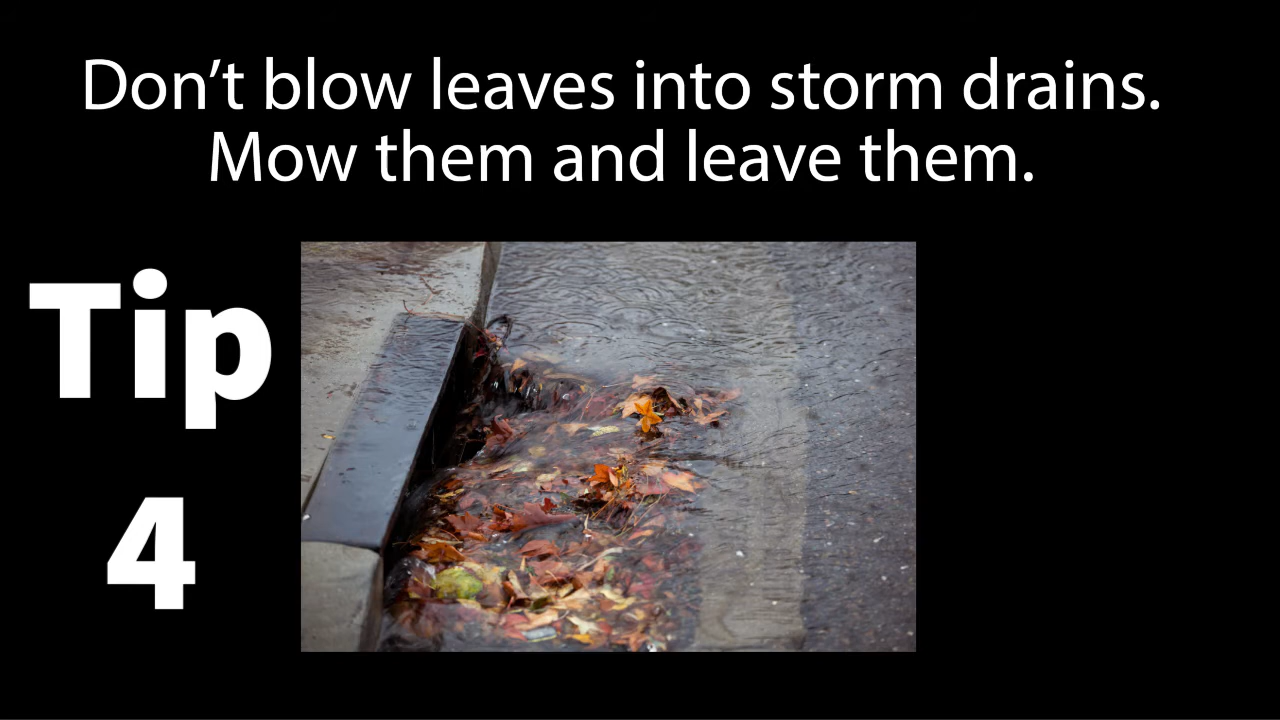 Don’t blow leaves into storm drains.
Mow them and leave them.
Tip
4